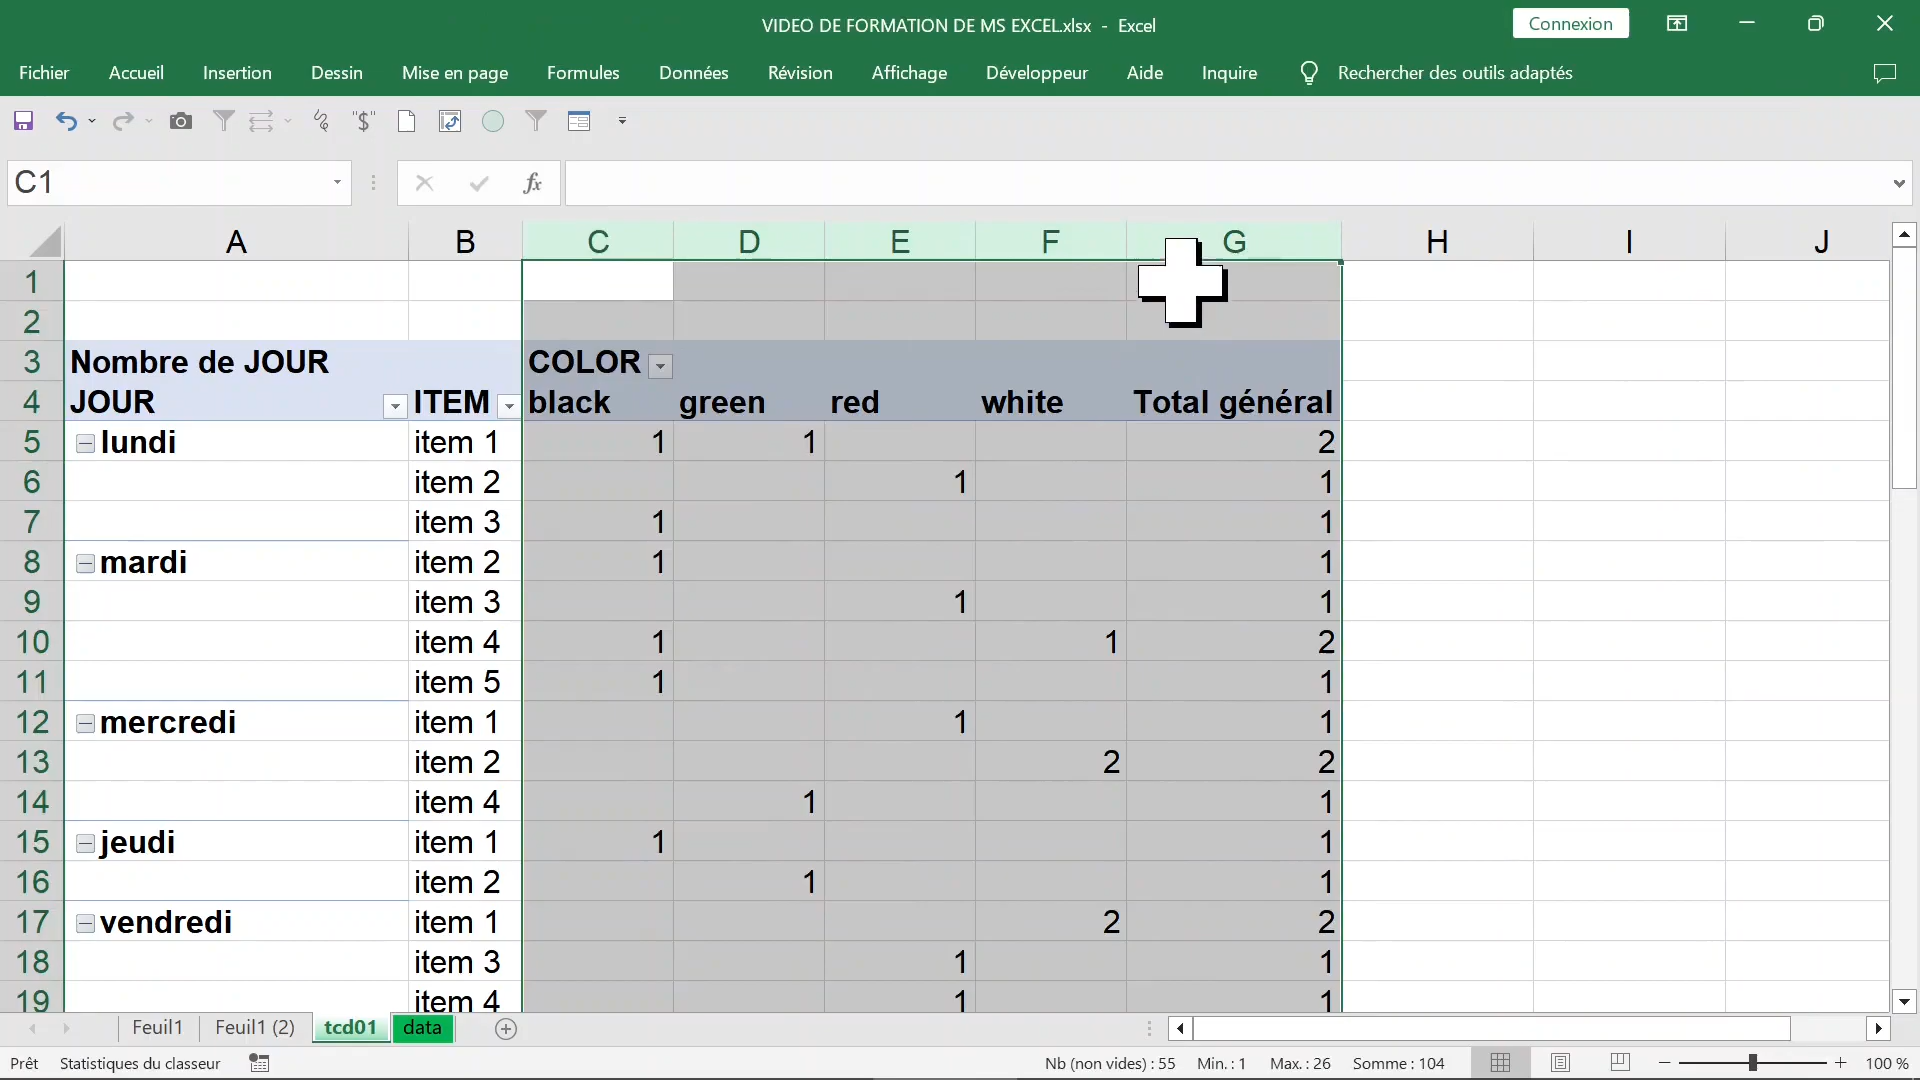 VIDEO DE FORMATION DE MS EXCEL.xlsx - Excel
Connexion
Fichier Accueil Insertion Dessin Mise en page Formules Données Révision Affichage Développeur Aide Inquire Rechercher des outils adaptés
"$"
C1 fx
A B C D E F G H I J
1
2
3 Nombre de JOUR COLOR
4 JOUR ITEM black green red white Total général
5 lundi item 1 1 1 2
6 item 2 1 1
7 item 3 1 1
8 mardi item 2 1 1
9 item 3 1 1
10 item 4 1 1 2
11 item 5 1 1
12 mercredi item 1 1 1
13 item 2 2 2
14 item 4 1 1
15 jeudi item 1 1 1
16 item 2 1 1
17 vendredi item 1 2 2
18 item 3 1 1
19 item 4 1 1
Feuil1 Feuil1 (2) tcd01 data
Prêt Statistiques du classeur Nb (non vides) : 55 Min. : 1 Max. : 26 Somme : 104 100 %